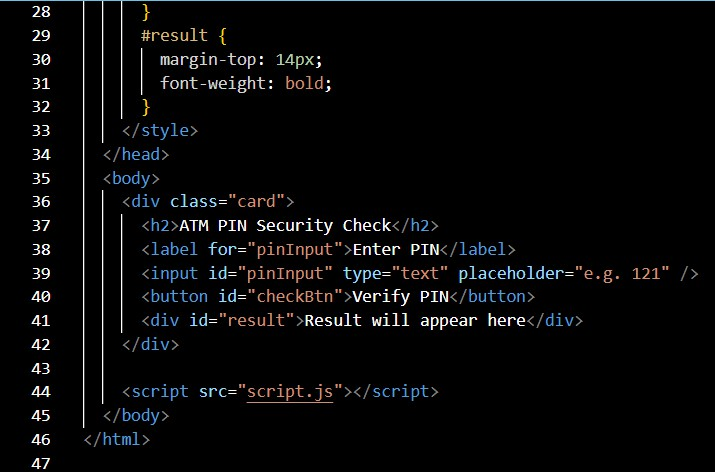 28 }
29 #result {
30 margin-top: 14px;
31 font-weight: bold;
32 }
33 </style>
34 </head>
35 <body>
36 <div class="card">
37 <h2>ATM PIN Security Check</h2>
38 <label for="pinInput">Enter PIN</label>
39 <input id="pinInput" type="text" placeholder="e.g. 121" />
40 <button id="checkBtn">Verify PIN</button>
41 <div id="result">Result will appear here</div>
42 </div>
43
44 <script src="script.js"></script>
45 </body>
46 </html>
47